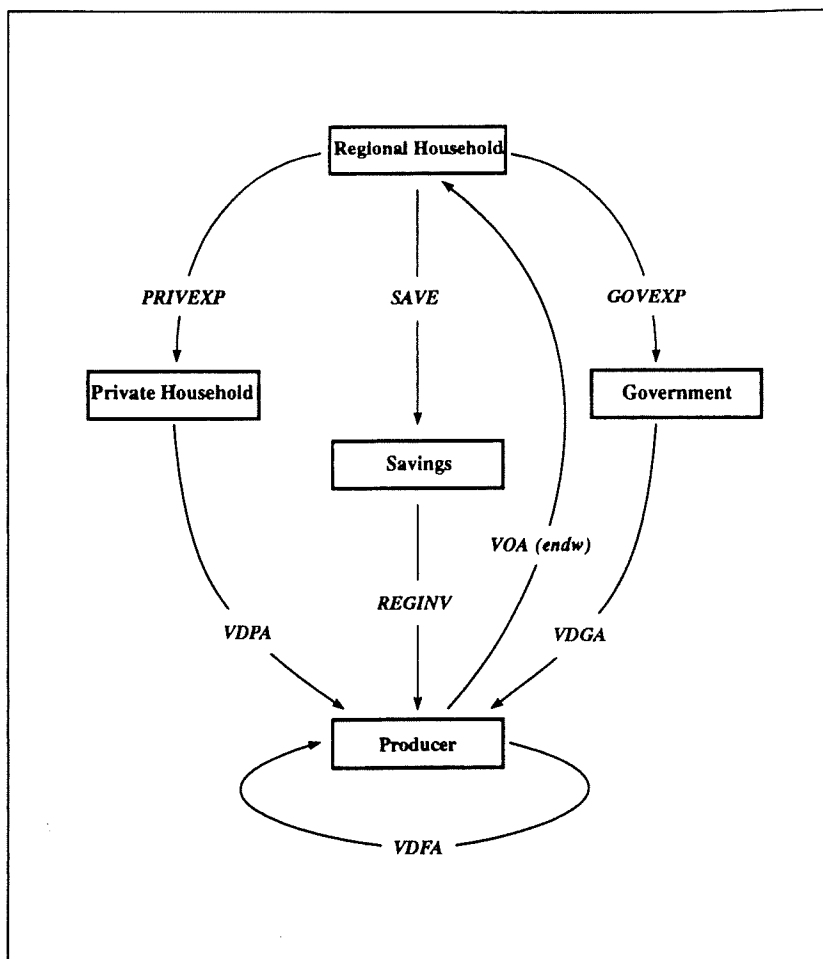 Regional Household
PRIVEXP
SAVE
GOVEXP
Private Household
Government
Savings
VOA (endw)
REGINV
VDPA
VDGA
Producer
VDFA